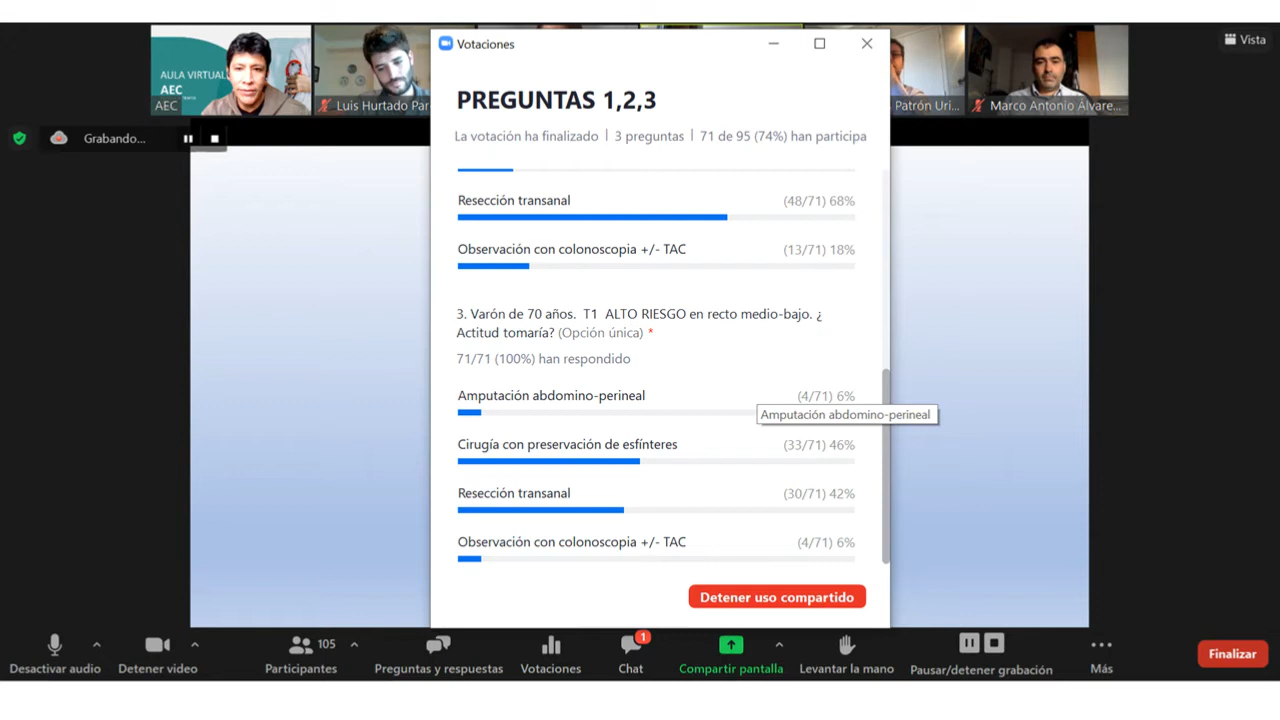 Votaciones
Vista
AULA VIRTUAL
AEC
AEC
Luis Hurtado Par
Patrón Uri...
Marco Antonio Álvare...
Grabando...
PREGUNTAS 1,2,3
La votación ha finalizado | 3 preguntas | 71 de 95 (74%) han participa
Resección transanal (48/71) 68%
Observación con colonoscopia +/- TAC (13/71) 18%
3. Varón de 70 años. T1 ALTO RIESGO en recto medio-bajo. ¿
Actitud tomaría? (Opción única) *
71/71 (100%) han respondido
Amputación abdomino-perineal (4/71) 6%
Amputación abdomino-perineal
Cirugía con preservación de esfínteres (33/71) 46%
Resección transanal (30/71) 42%
Observación con colonoscopia +/- TAC (4/71) 6%
Detener uso compartido
105
1
Desactivar audio
Detener video
Participantes
Preguntas y respuestas
Votaciones
Chat
Compartir pantalla
Levantar la mano
Pausar/detener grabación
Más
Finalizar